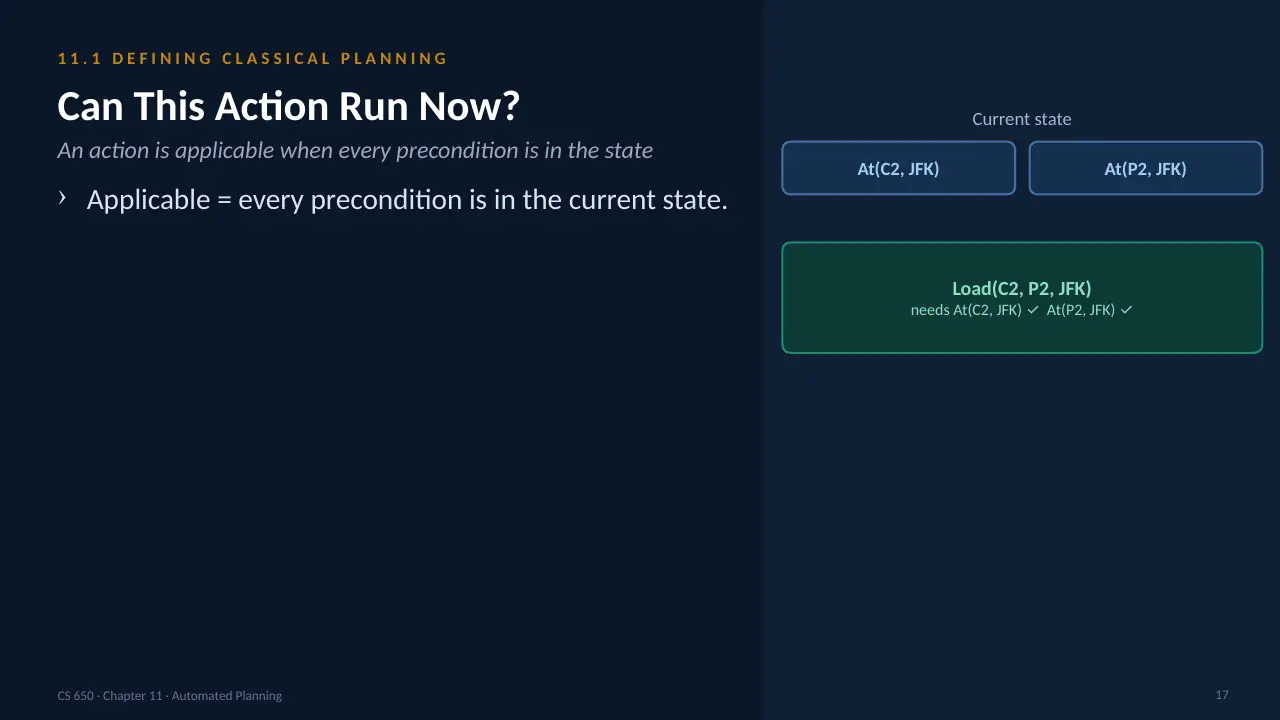 11.1 DEFINING CLASSICAL PLANNING
Can This Action Run Now?
An action is applicable when every precondition is in the state
› Applicable = every precondition is in the current state.
Current state
At(C2, JFK)
At(P2, JFK)
Load(C2, P2, JFK)
needs At(C2, JFK) ✓ At(P2, JFK) ✓
CS 650 · Chapter 11 · Automated Planning
17